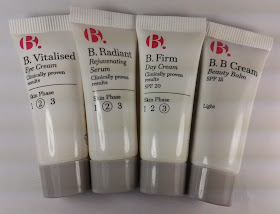 B.
B. Vitalised
Eye Cream
Clinically proven
results
Skin Phase
1 2 3
B.
B. Radiant
Rejuvenating
Serum
Clinically proven
results
Skin Phase
1 2 3
B.
B. Firm
Day Cream
Clinically proven
results
SPF 20
Skin Phase
1 2 3
B.
B. B Cream
Beauty Balm
SPF 15
Light